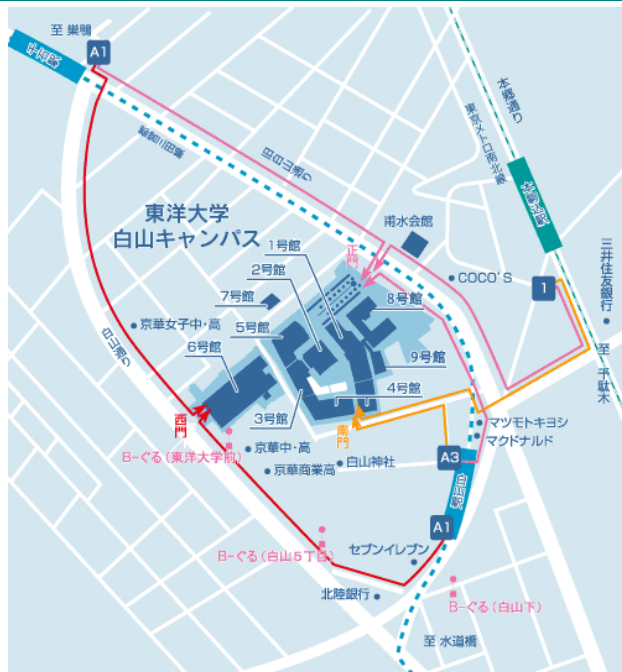 至 巣鴨
A1
千石駅
都営三田線
旧白山通り
本郷通り
東京メトロ南北線
本駒込駅
三井住友銀行
至 千駄木
1
東洋大学
白山キャンパス
甫水会館
正門
COCO'S
1号館
2号館
7号館
5号館
8号館
9号館
京華女子中・高
6号館
白山通り
3号館
4号館
西門
南門
マツモトキヨシ
マクドナルド
B-ぐる（東洋大学前）
京華中・高
京華商業高
白山神社
A3
白山駅
A1
B-ぐる（白山5丁目）
セブンイレブン
北陸銀行
B-ぐる（白山下）
至 水道橋